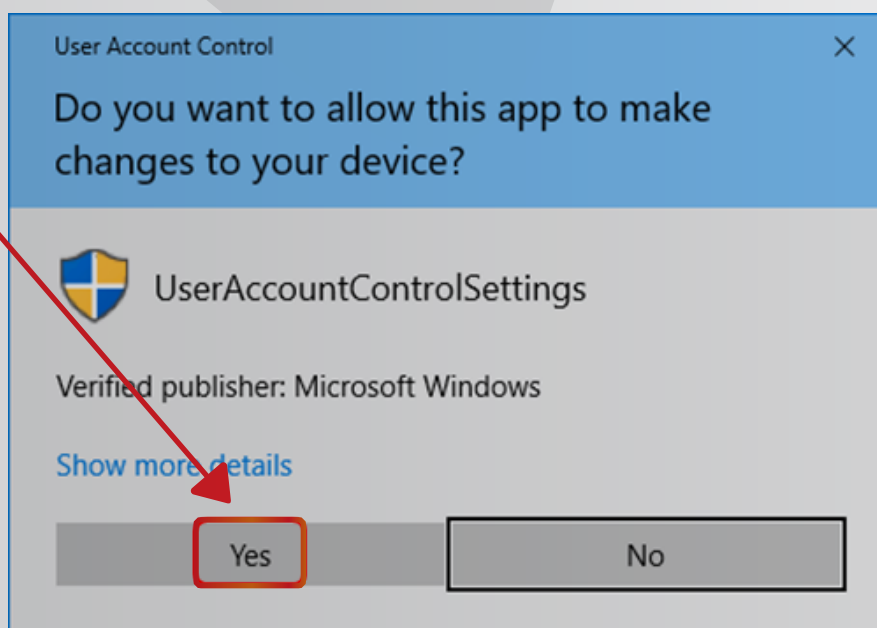 User Account Control
Do you want to allow this app to make
changes to your device?
UserAccountControlSettings
Verified publisher: Microsoft Windows
Show more details
Yes
No